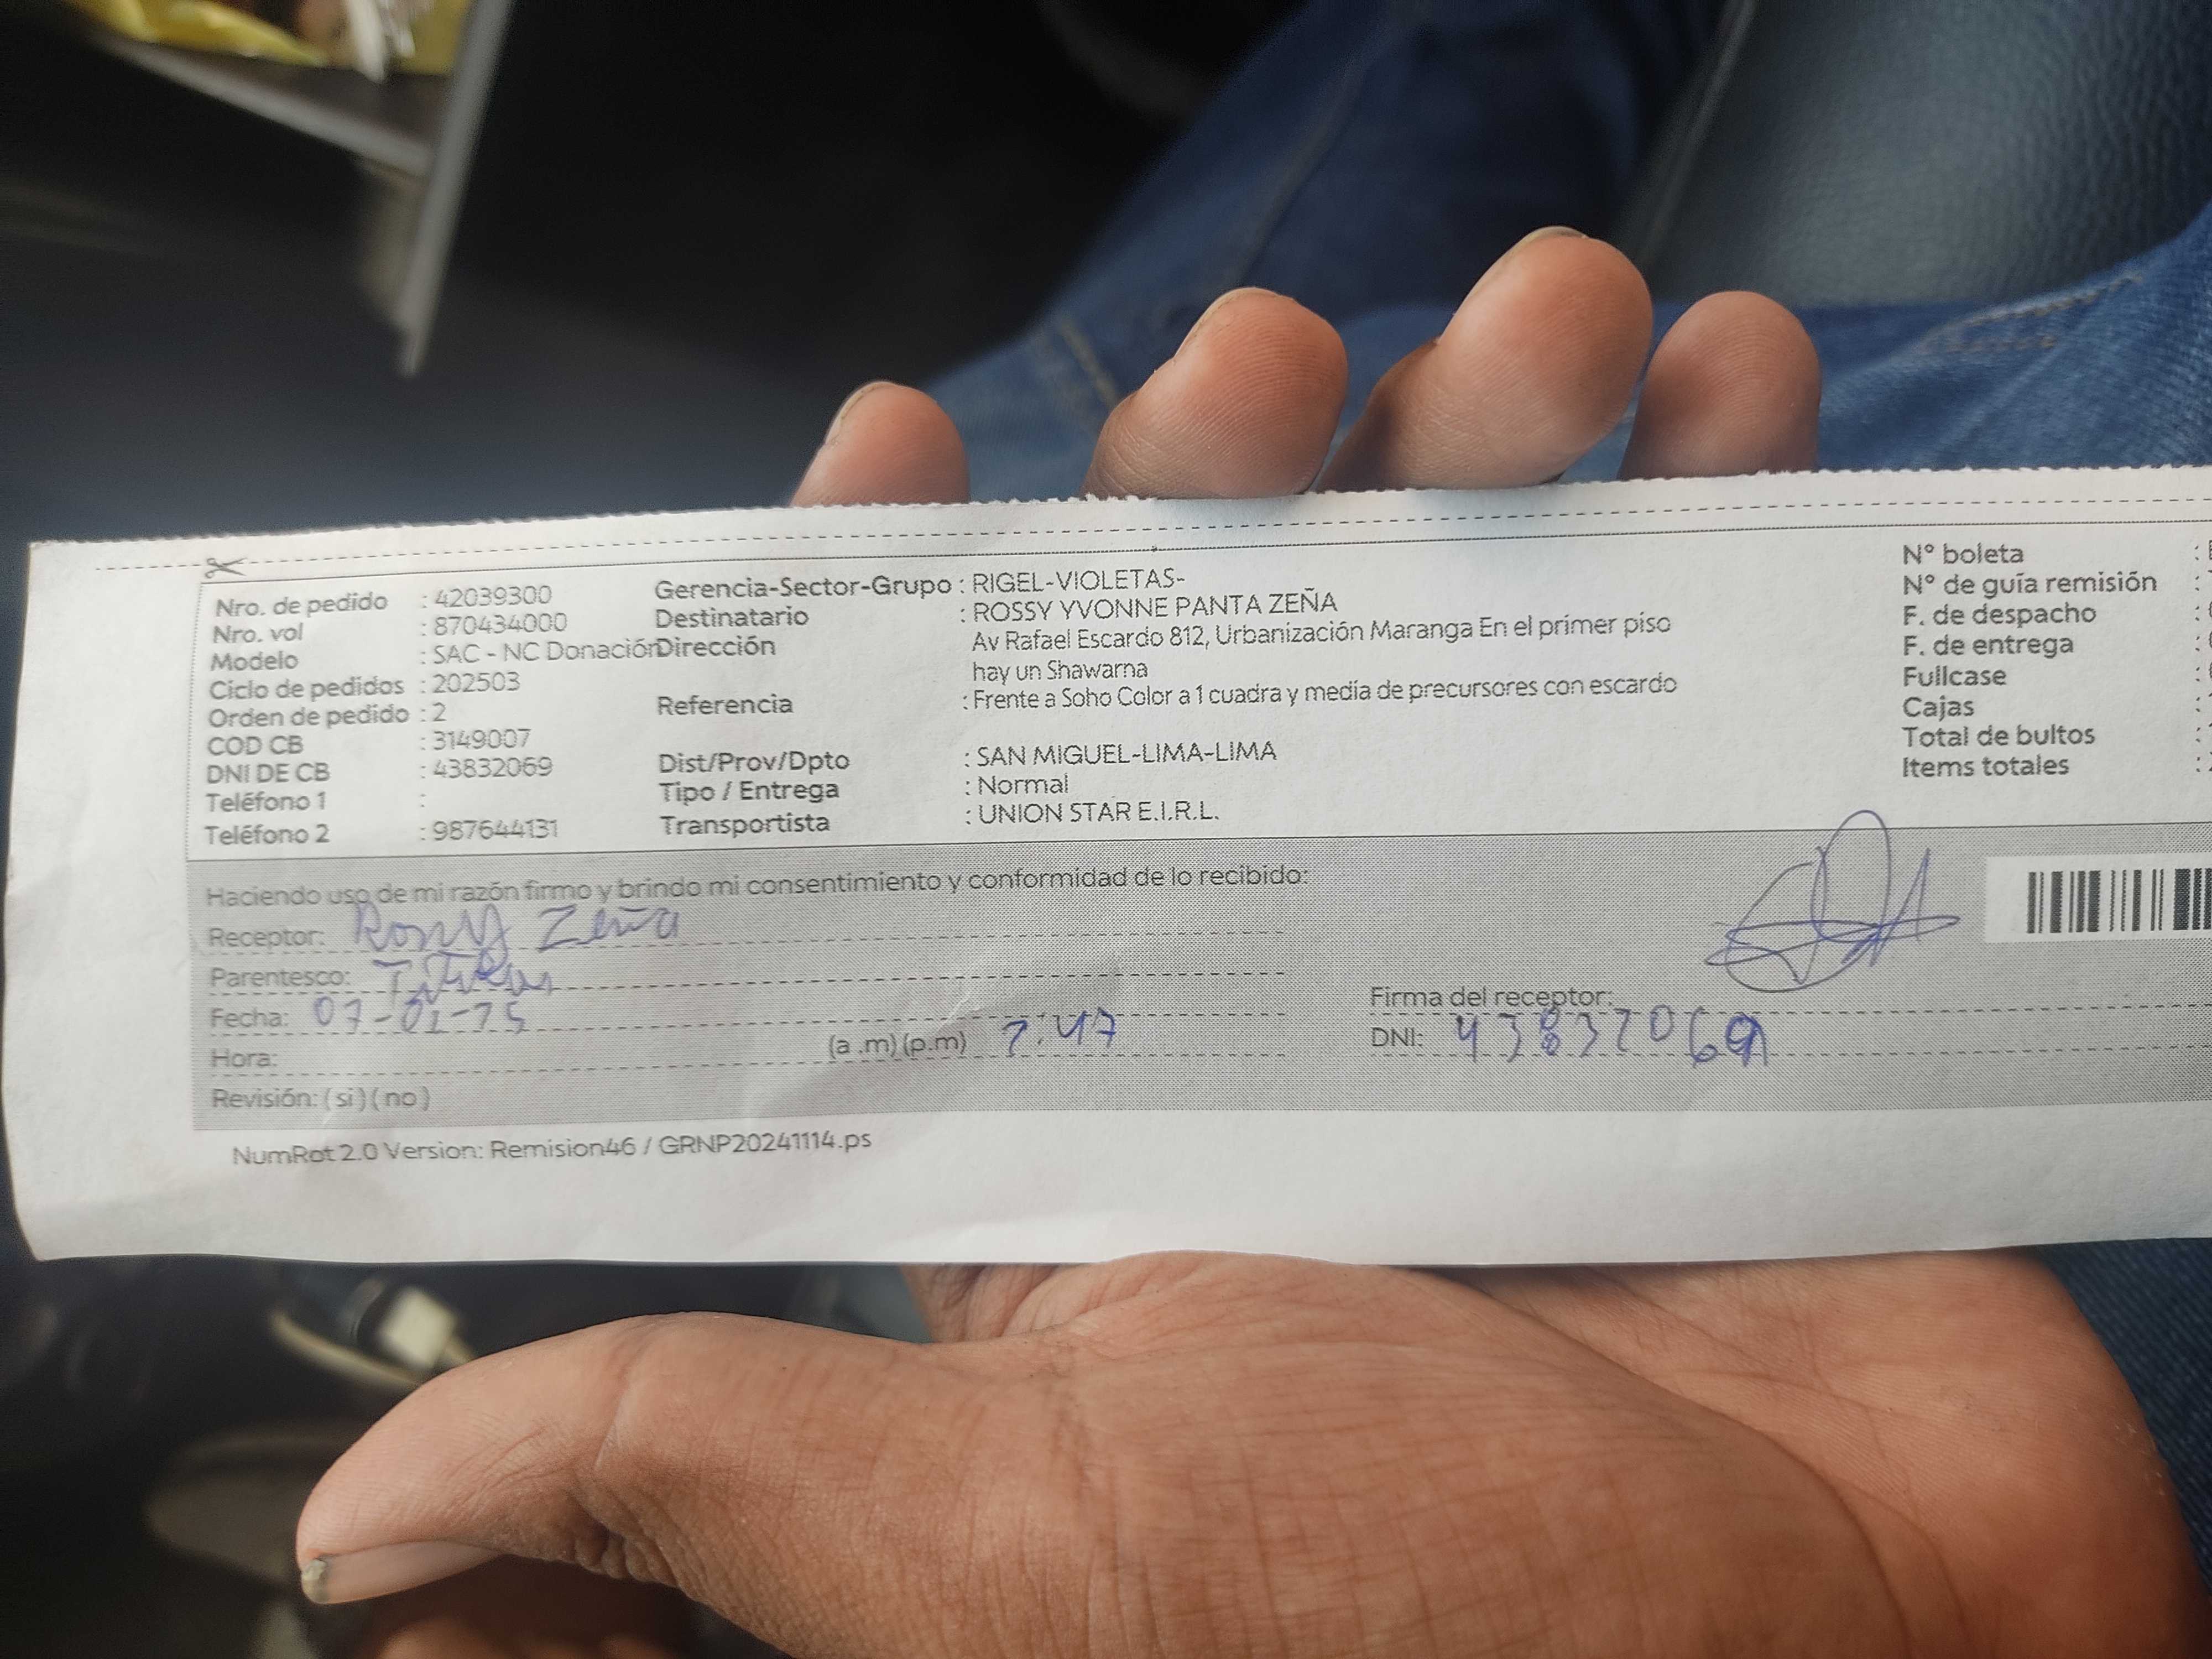 Nro. de pedido : 42039300
Nro. vol : 870434000
Modelo : SAC - NC Donación
Ciclo de pedidos : 202503
Orden de pedido : 2
COD CB : 3149007
DNI DE CB : 43832069
Teléfono 1 :
Teléfono 2 : 987644131
Gerencia-Sector-Grupo : RIGEL-VIOLETAS-
Destinatario : ROSSY YVONNE PANTA ZEÑA
Dirección Av Rafael Escardo 812, Urbanización Maranga En el primer piso
hay un Shawarna
Referencia : Frente a Soho Color a 1 cuadra y media de precursores con escardo
Dist/Prov/Dpto : SAN MIGUEL-LIMA-LIMA
Tipo / Entrega : Normal
Transportista : UNION STAR E.I.R.L.
N° boleta :
N° de guía remisión :
F. de despacho :
F. de entrega :
Fullcase :
Cajas :
Total de bultos :
Items totales :
Haciendo uso de mi razón firmo y brindo mi consentimiento y conformidad de lo recibido:
Receptor: Rosy Zeña
Parentesco:
Fecha:
Hora: (a .m) (p.m) 7:47
Revisión: ( si ) ( no )
Firma del receptor:
DNI: 43832069
NumRot 2.0 Version: Remision46 / GRNP20241114.ps